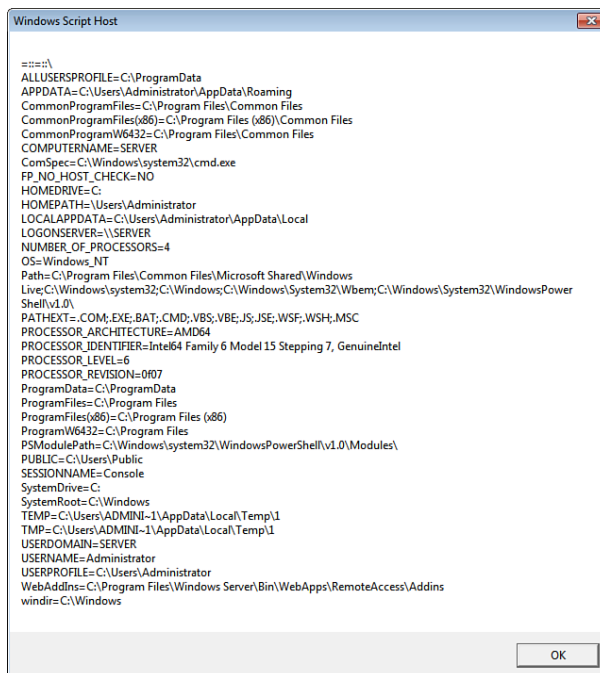 Windows Script Host
=::=::\
ALLUSERSPROFILE=C:\ProgramData
APPDATA=C:\Users\Administrator\AppData\Roaming
CommonProgramFiles=C:\Program Files\Common Files
CommonProgramFiles(x86)=C:\Program Files (x86)\Common Files
CommonProgramW6432=C:\Program Files\Common Files
COMPUTERNAME=SERVER
ComSpec=C:\Windows\system32\cmd.exe
FP_NO_HOST_CHECK=NO
HOMEDRIVE=C:
HOMEPATH=\Users\Administrator
LOCALAPPDATA=C:\Users\Administrator\AppData\Local
LOGONSERVER=\\SERVER
NUMBER_OF_PROCESSORS=4
OS=Windows_NT
Path=C:\Program Files\Common Files\Microsoft Shared\Windows
Live;C:\Windows\system32;C:\Windows;C:\Windows\System32\Wbem;C:\Windows\System32\WindowsPower
Shell\v1.0\
PATHEXT=.COM;.EXE;.BAT;.CMD;.VBS;.VBE;.JS;.JSE;.WSF;.WSH;.MSC
PROCESSOR_ARCHITECTURE=AMD64
PROCESSOR_IDENTIFIER=Intel64 Family 6 Model 15 Stepping 7, GenuineIntel
PROCESSOR_LEVEL=6
PROCESSOR_REVISION=0f07
ProgramData=C:\ProgramData
ProgramFiles=C:\Program Files
ProgramFiles(x86)=C:\Program Files (x86)
ProgramW6432=C:\Program Files
PSModulePath=C:\Windows\system32\WindowsPowerShell\v1.0\Modules\
PUBLIC=C:\Users\Public
SESSIONNAME=Console
SystemDrive=C:
SystemRoot=C:\Windows
TEMP=C:\Users\ADMINI~1\AppData\Local\Temp\1
TMP=C:\Users\ADMINI~1\AppData\Local\Temp\1
USERDOMAIN=SERVER
USERNAME=Administrator
USERPROFILE=C:\Users\Administrator
WebAddIns=C:\Program Files\Windows Server\Bin\WebApps\RemoteAccess\Addins
windir=C:\Windows
OK